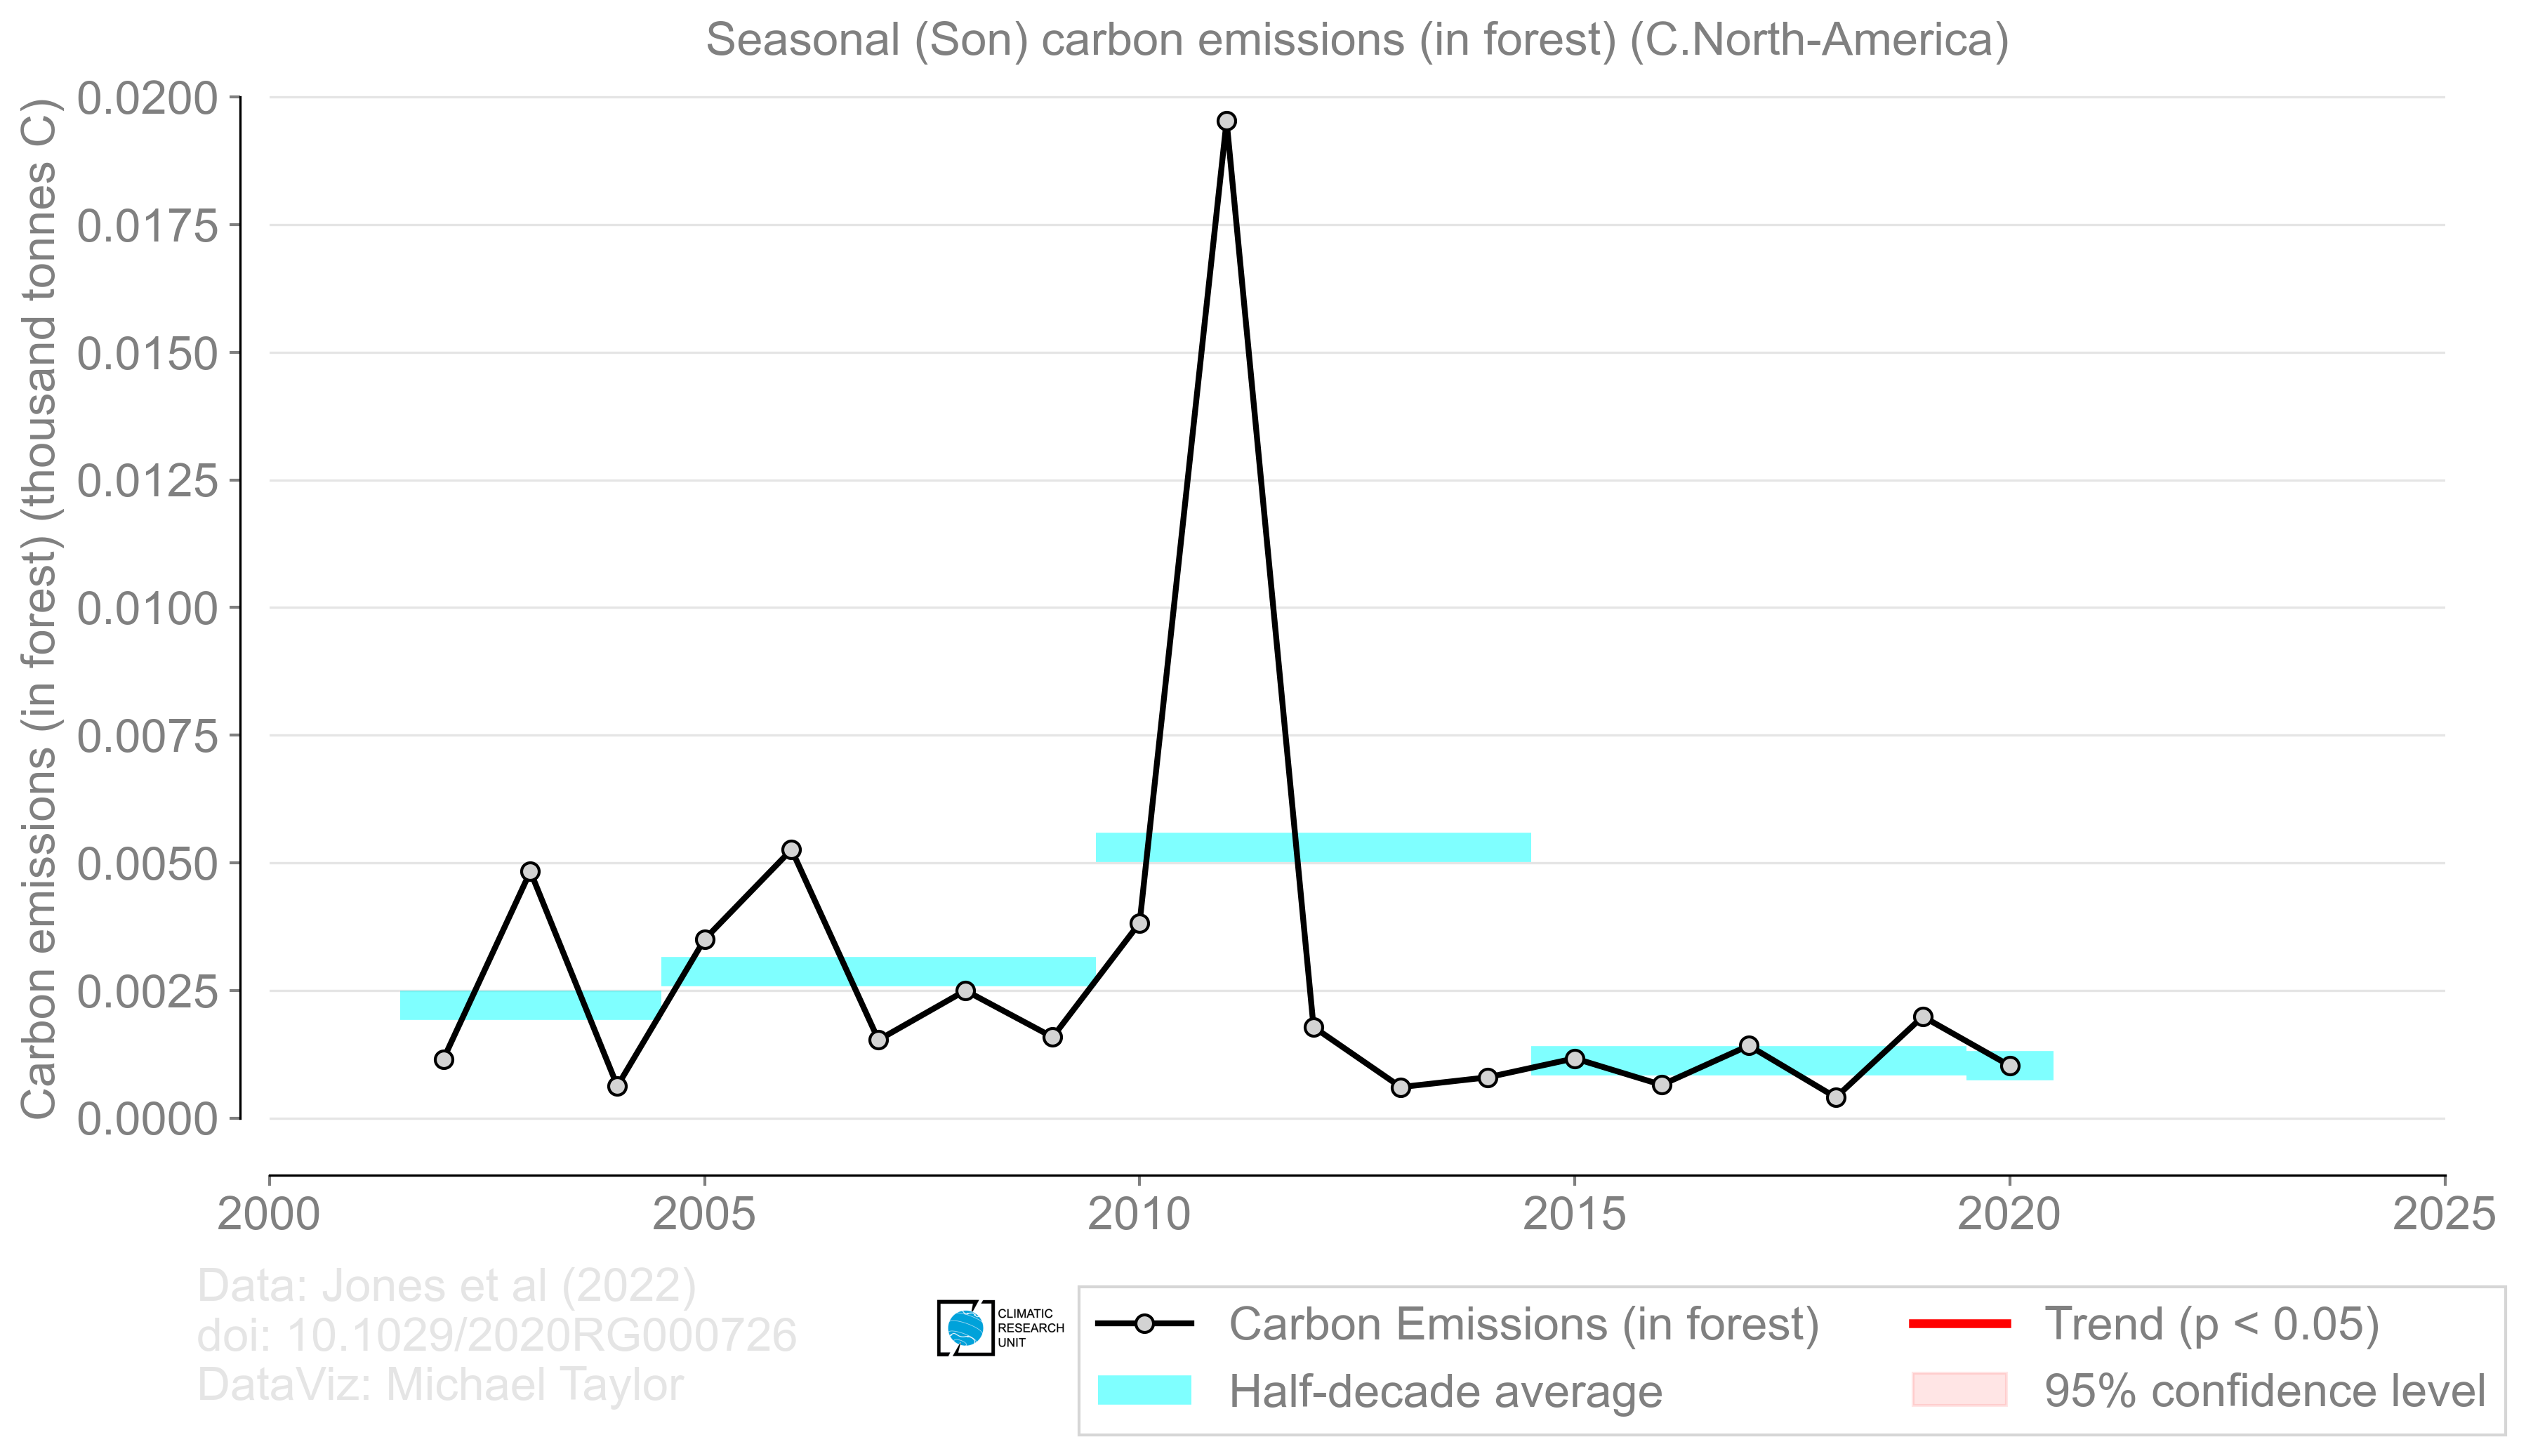 Seasonal (Son) carbon emissions (in forest) (C.North-America)
Carbon emissions (in forest) (thousand tonnes C)
0.0200
0.0175
0.0150
0.0125
0.0100
0.0075
0.0050
0.0025
0.0000
2000 2005 2010 2015 2020 2025
Data: Jones et al (2022)
doi: 10.1029/2020RG000726
DataViz: Michael Taylor
CLIMATIC
RESEARCH
UNIT
Carbon Emissions (in forest)
Half-decade average
Trend (p < 0.05)
95% confidence level